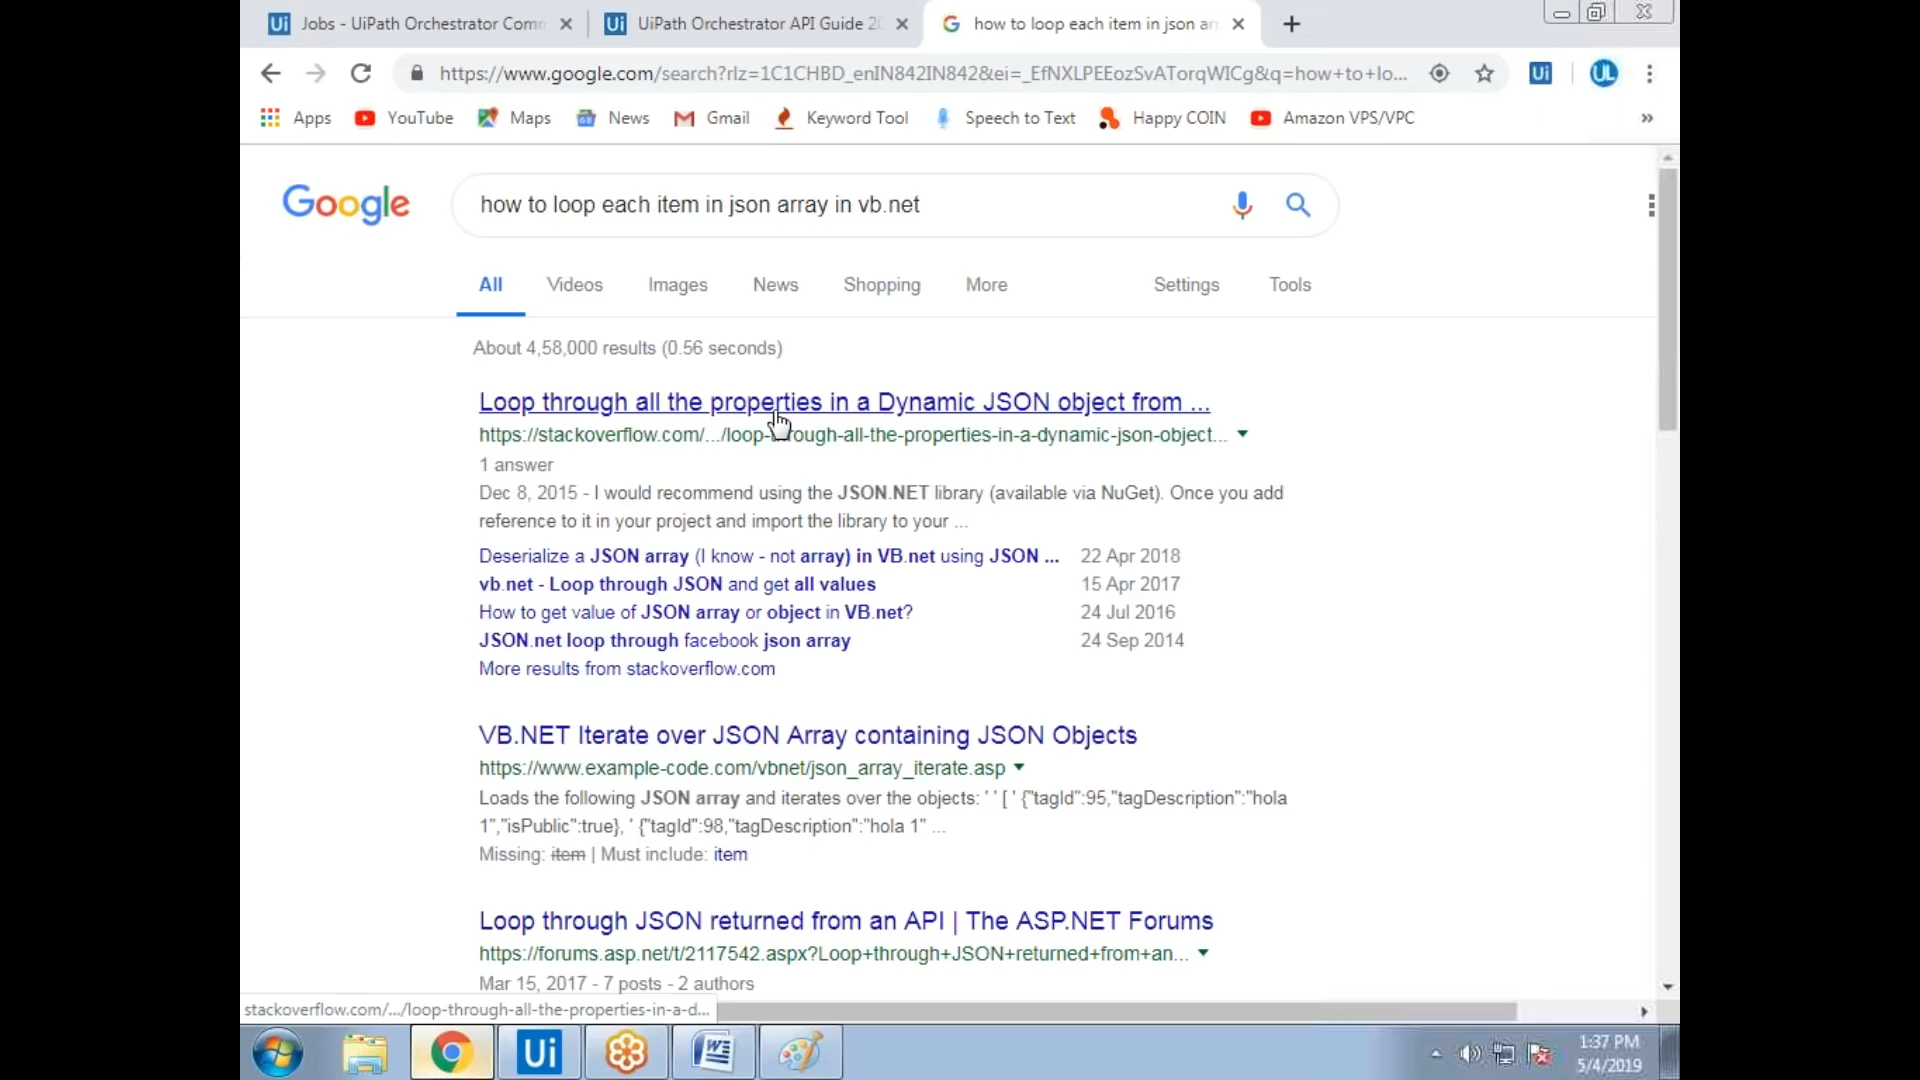 Ui Jobs - UiPath Orchestrator Comm
Ui UiPath Orchestrator API Guide 20
G how to loop each item in json arr
https://www.google.com/search?rlz=1C1CHBD_enIN842IN842&ei=_EfNXLPEEozSvATorqWICg&q=how+to+lo...
Ui
UL
Apps YouTube Maps News Gmail Keyword Tool Speech to Text Happy COIN Amazon VPS/VPC »
Google
how to loop each item in json array in vb.net
All Videos Images News Shopping More Settings Tools
About 4,58,000 results (0.56 seconds)
Loop through all the properties in a Dynamic JSON object from ...
https://stackoverflow.com/.../loop-through-all-the-properties-in-a-dynamic-json-object...
1 answer
Dec 8, 2015 - I would recommend using the JSON.NET library (available via NuGet). Once you add
reference to it in your project and import the library to your ...
Deserialize a JSON array (I know - not array) in VB.net using JSON ... 22 Apr 2018
vb.net - Loop through JSON and get all values 15 Apr 2017
How to get value of JSON array or object in VB.net? 24 Jul 2016
JSON.net loop through facebook json array 24 Sep 2014
More results from stackoverflow.com
VB.NET Iterate over JSON Array containing JSON Objects
https://www.example-code.com/vbnet/json_array_iterate.asp
Loads the following JSON array and iterates over the objects: ' ' [ ' {"tagId":95,"tagDescription":"hola
1","isPublic":true}, ' {"tagId":98,"tagDescription":"hola 1" ...
Missing: item | Must include: item
Loop through JSON returned from an API | The ASP.NET Forums
https://forums.asp.net/t/2117542.aspx?Loop+through+JSON+returned+from+an...
Mar 15, 2017 - 7 posts - 2 authors
stackoverflow.com/.../loop-through-all-the-properties-in-a-d...
Ui
1:37 PM
5/4/2019